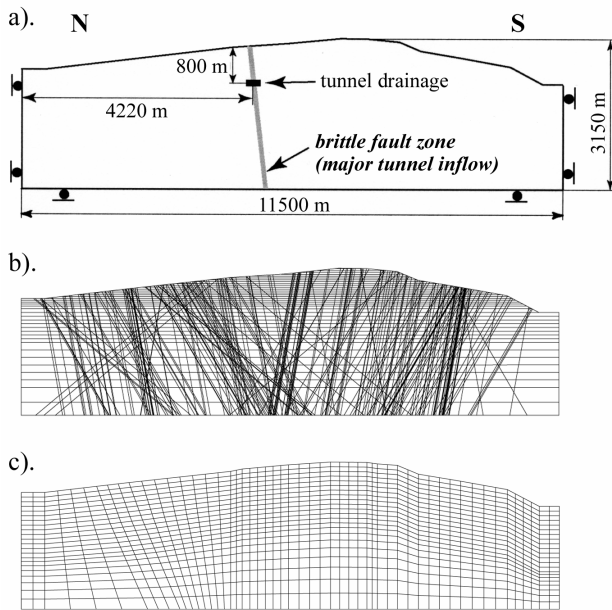 a).
N
S
800 m
tunnel drainage
4220 m
3150 m
brittle fault zone
(major tunnel inflow)
11500 m
b).
c).